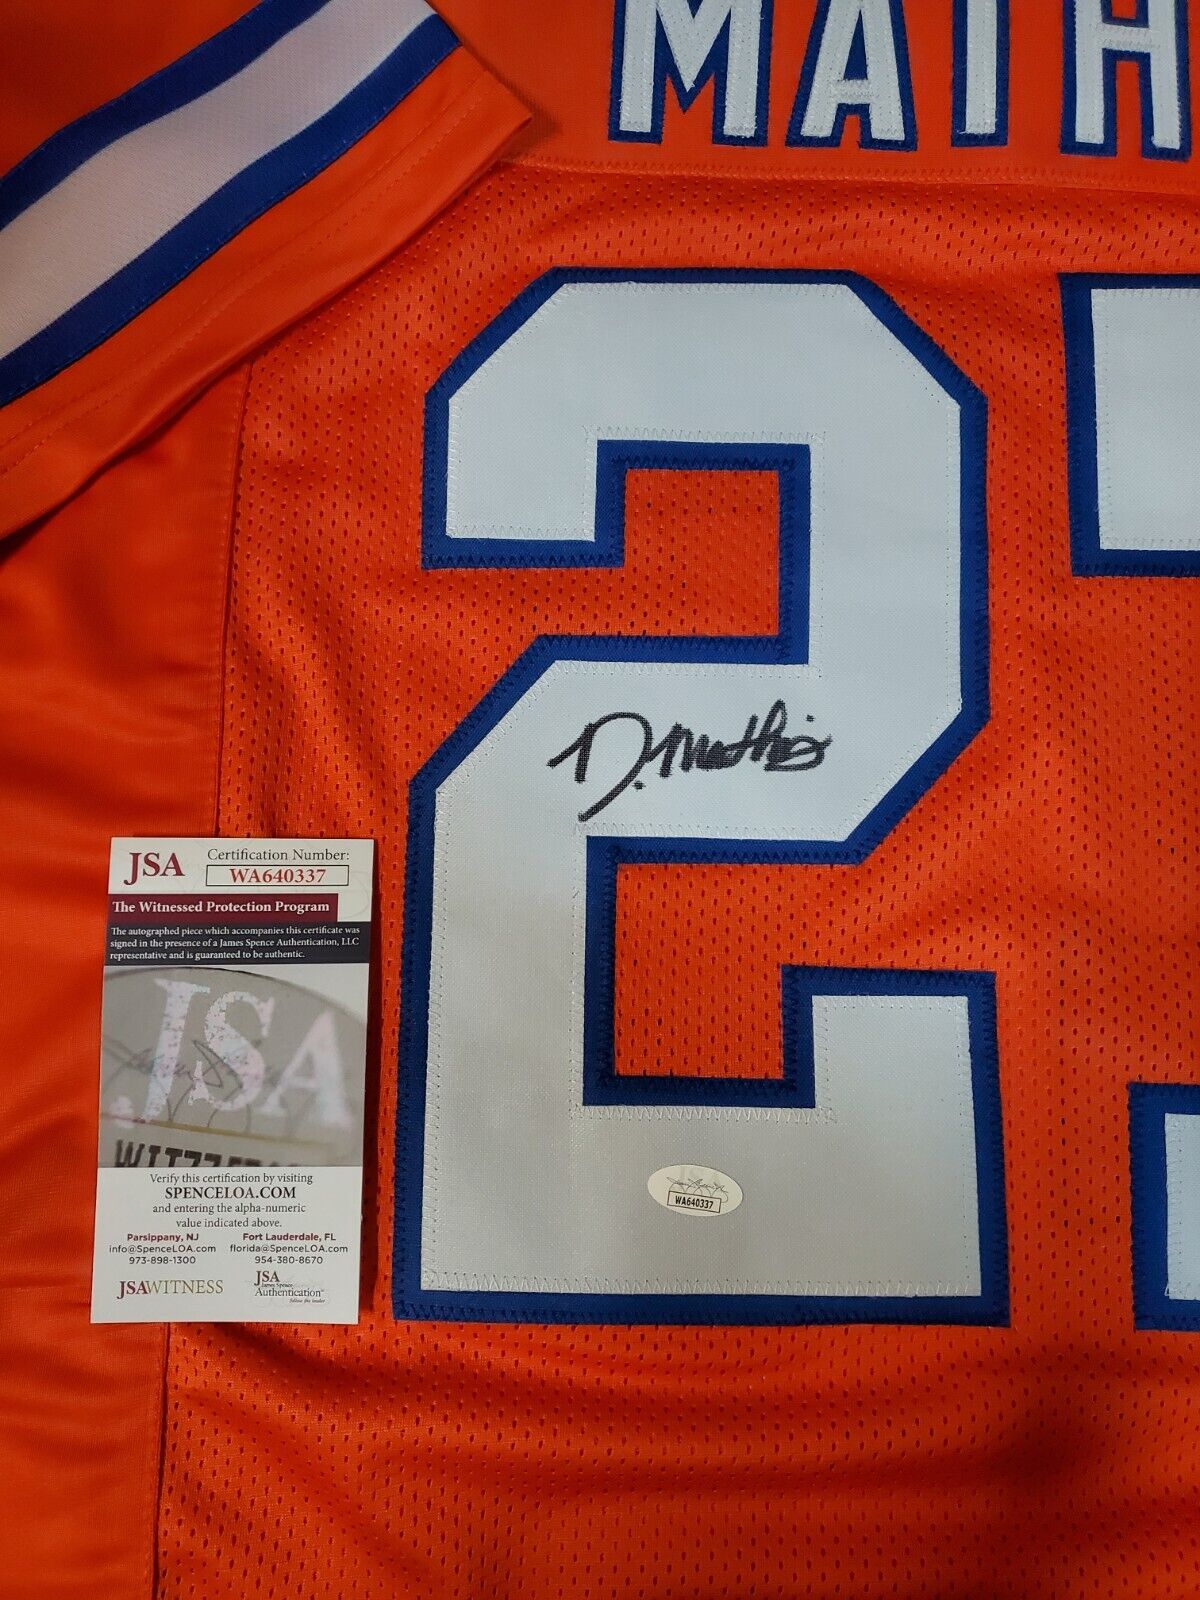 MATH
2
D. Mathis
JSA
Certification Number:
WA640337
The Witnessed Protection Program
The autographed piece which accompanies this certificate was
signed in the presence of a James Spence Authentication, LLC
representative and is guaranteed to be authentic.
JSA
Verify this certification by visiting
SPENCELOA.COM
and entering the alpha-numeric
value indicated above.
Parsippany, NJ
info@SpenceLOA.com
973-898-1300
Fort Lauderdale, FL
florida@SpenceLOA.com
954-380-8670
JSAWITNESS
JSA
James Spence
Authentication
WA640337